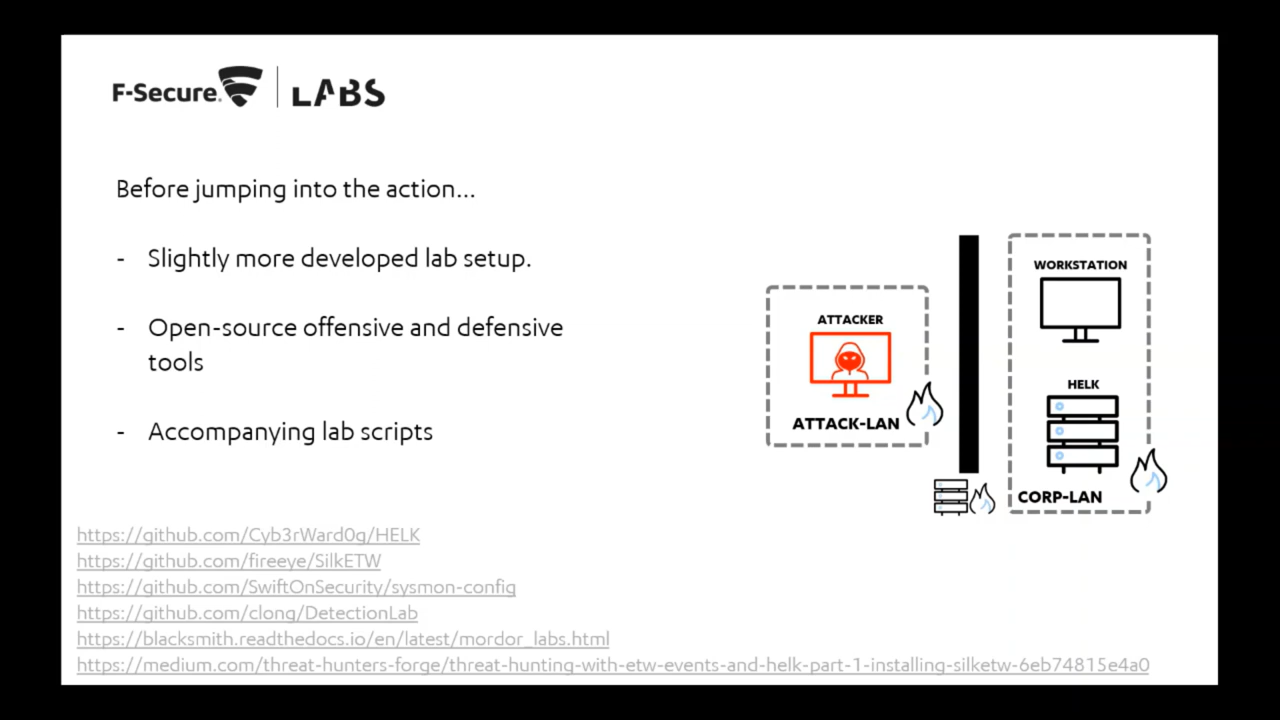 F-Secure. LABS
Before jumping into the action...
- Slightly more developed lab setup.
- Open-source offensive and defensive
tools
- Accompanying lab scripts
ATTACKER
ATTACK-LAN
WORKSTATION
HELK
CORP-LAN
https://github.com/Cyb3rWard0g/HELK
https://github.com/fireeye/SilkETW
https://github.com/SwiftOnSecurity/sysmon-config
https://github.com/clong/DetectionLab
https://blacksmith.readthedocs.io/en/latest/mordor_labs.html
https://medium.com/threat-hunters-forge/threat-hunting-with-etw-events-and-helk-part-1-installing-silketw-6eb74815e4a0